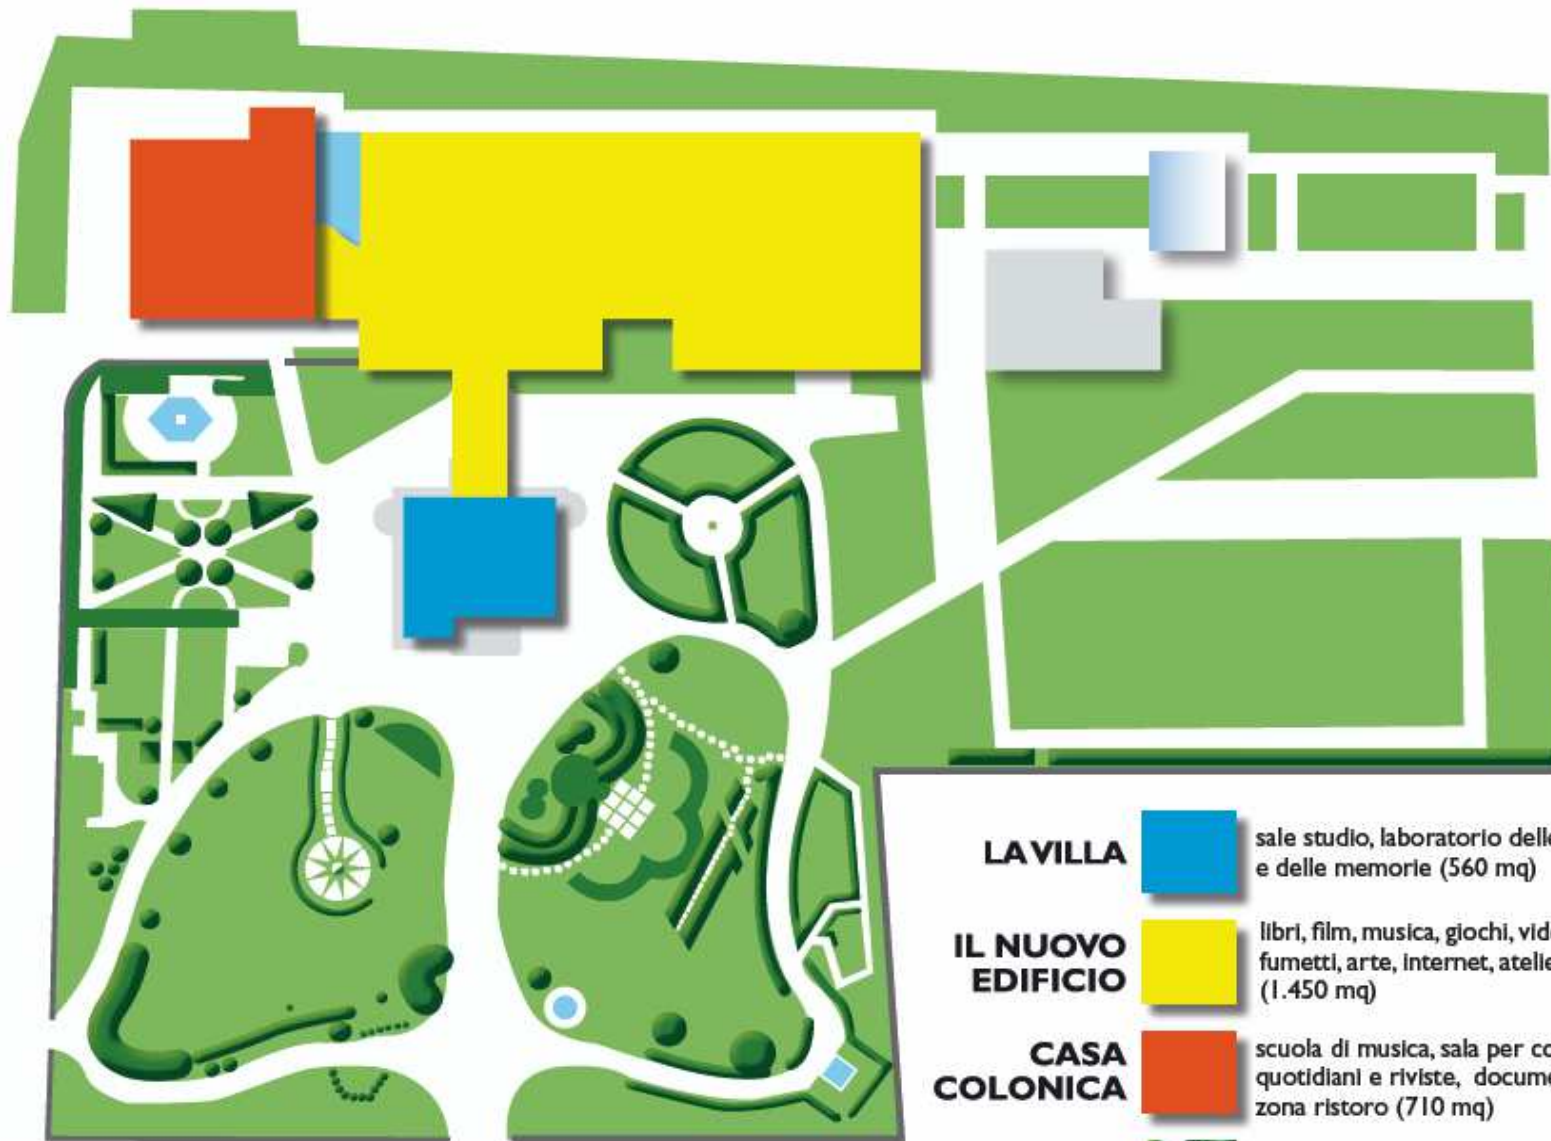 LA VILLA
sale studio, laboratorio delle
e delle memorie (560 mq)
IL NUOVO
EDIFICIO
libri, film, musica, giochi,
fumetti, arte, internet,
(1.450 mq)
CASA
COLONICA
scuola di musica, sala per
quotidiani e riviste,
zona ristoro (710 mq)